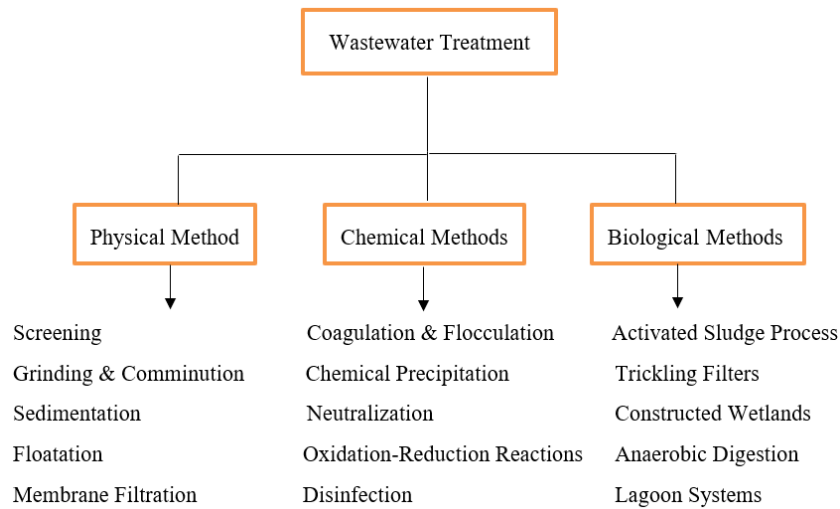 Wastewater Treatment
Physical Method
Chemical Methods
Biological Methods
Screening
Grinding & Comminution
Sedimentation
Floatation
Membrane Filtration
Coagulation & Flocculation
Chemical Precipitation
Neutralization
Oxidation-Reduction Reactions
Disinfection
Activated Sludge Process
Trickling Filters
Constructed Wetlands
Anaerobic Digestion
Lagoon Systems